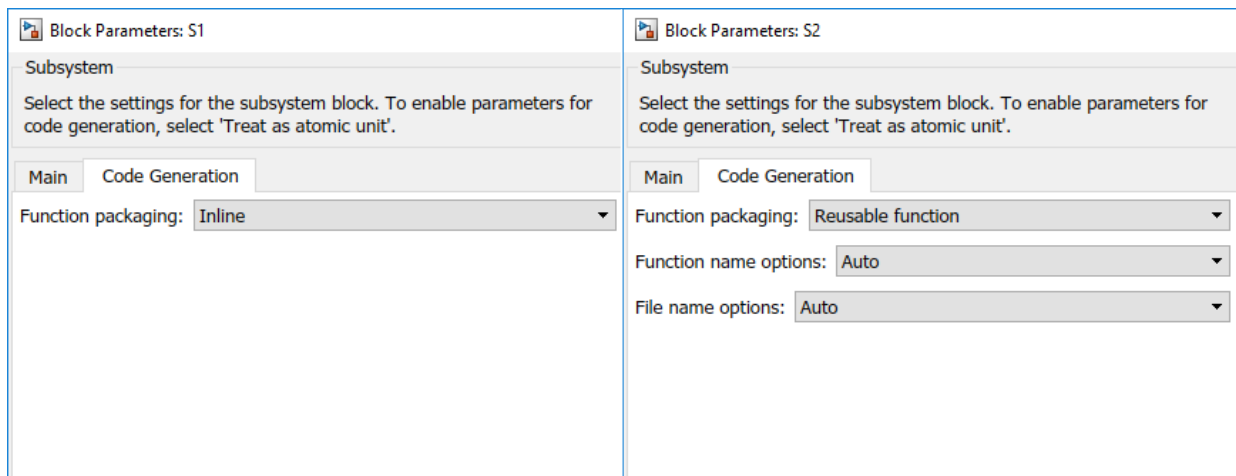 Block Parameters: S1
Subsystem
Select the settings for the subsystem block. To enable parameters for
code generation, select 'Treat as atomic unit'.
Main Code Generation
Function packaging: Inline
Block Parameters: S2
Subsystem
Select the settings for the subsystem block. To enable parameters for
code generation, select 'Treat as atomic unit'.
Main Code Generation
Function packaging: Reusable function
Function name options: Auto
File name options: Auto